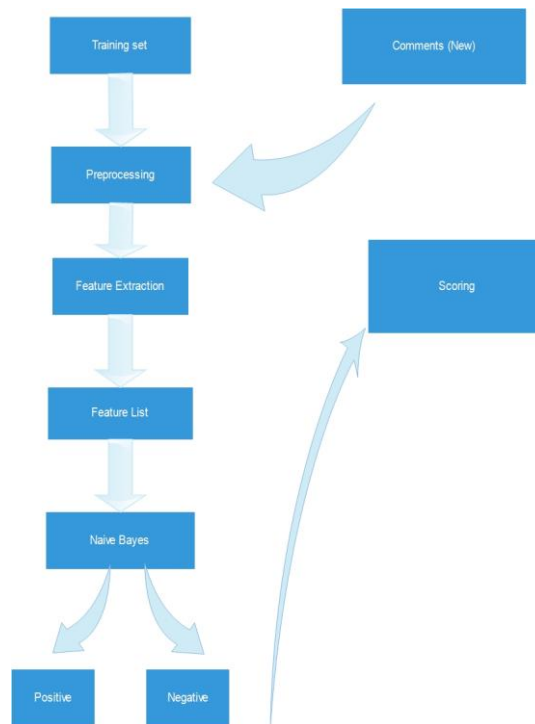 Training set
Comments (New)
Preprocessing
Feature Extraction
Scoring
Feature List
Naive Bayes
Positive
Negative